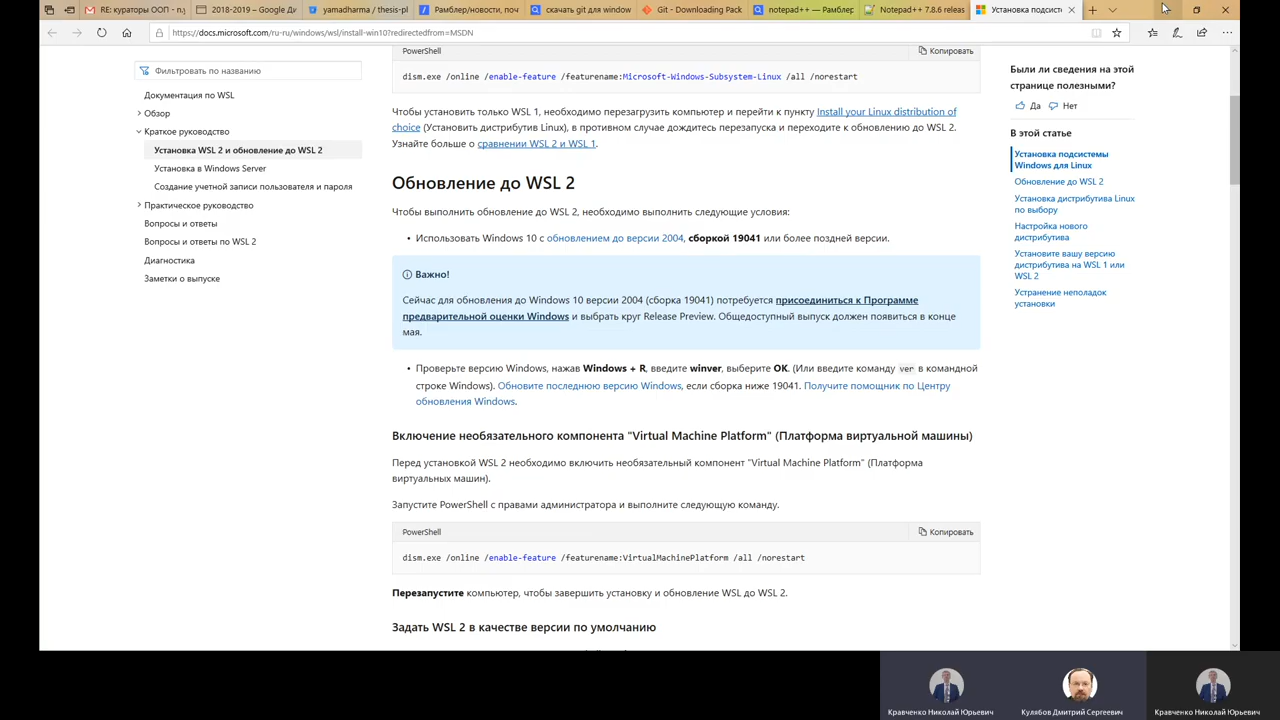 RE: кураторы ООП - п.д
2018-2019 – Google Ди
yamadharma / thesis-pl
Рамблер/новости, поч
скачать git для window
Git - Downloading Pack
notepad++ — Рамблер
Notepad++ 7.8.6 releas
Установка подсист
https://docs.microsoft.com/ru-ru/windows/wsl/install-win10?redirectedfrom=MSDN
Фильтровать по названию
Документация по WSL
Обзор
Краткое руководство
Установка WSL 2 и обновление до WSL 2
Установка в Windows Server
Создание учетной записи пользователя и пароля
Практическое руководство
Вопросы и ответы
Вопросы и ответы по WSL 2
Диагностика
Заметки о выпуске
PowerShell
Копировать
dism.exe /online /enable-feature /featurename:Microsoft-Windows-Subsystem-Linux /all /norestart
Чтобы установить только WSL 1, необходимо перезагрузить компьютер и перейти к пункту Install your Linux distribution of
choice (Установить дистрибутив Linux), в противном случае дождитесь перезапуска и переходите к обновлению до WSL 2.
Узнайте больше о сравнении WSL 2 и WSL 1.
Обновление до WSL 2
Чтобы выполнить обновление до WSL 2, необходимо выполнить следующие условия:
• Использовать Windows 10 с обновлением до версии 2004, сборкой 19041 или более поздней версии.
Важно!
Сейчас для обновления до Windows 10 версии 2004 (сборка 19041) потребуется присоединиться к Программе
предварительной оценки Windows и выбрать круг Release Preview. Общедоступный выпуск должен появиться в конце
мая.
• Проверьте версию Windows, нажав Windows + R, введите winver, выберите ОК. (Или введите команду ver в командной
строке Windows). Обновите последнюю версию Windows, если сборка ниже 19041. Получите помощник по Центру
обновления Windows.
Включение необязательного компонента "Virtual Machine Platform" (Платформа виртуальной машины)
Перед установкой WSL 2 необходимо включить необязательный компонент "Virtual Machine Platform" (Платформа
виртуальных машин).
Запустите PowerShell с правами администратора и выполните следующую команду.
PowerShell
Копировать
dism.exe /online /enable-feature /featurename:VirtualMachinePlatform /all /norestart
Перезапустите компьютер, чтобы завершить установку и обновление WSL до WSL 2.
Задать WSL 2 в качестве версии по умолчанию
Были ли сведения на этой
странице полезными?
Да
Нет
В этой статье
Установка подсистемы
Windows для Linux
Обновление до WSL 2
Установка дистрибутива Linux
по выбору
Настройка нового
дистрибутива
Установите вашу версию
дистрибутива на WSL 1 или
WSL 2
Устранение неполадок
установки
Кравченко Николай Юрьевич
Кулябов Дмитрий Сергеевич
Кравченко Николай Юрьевич